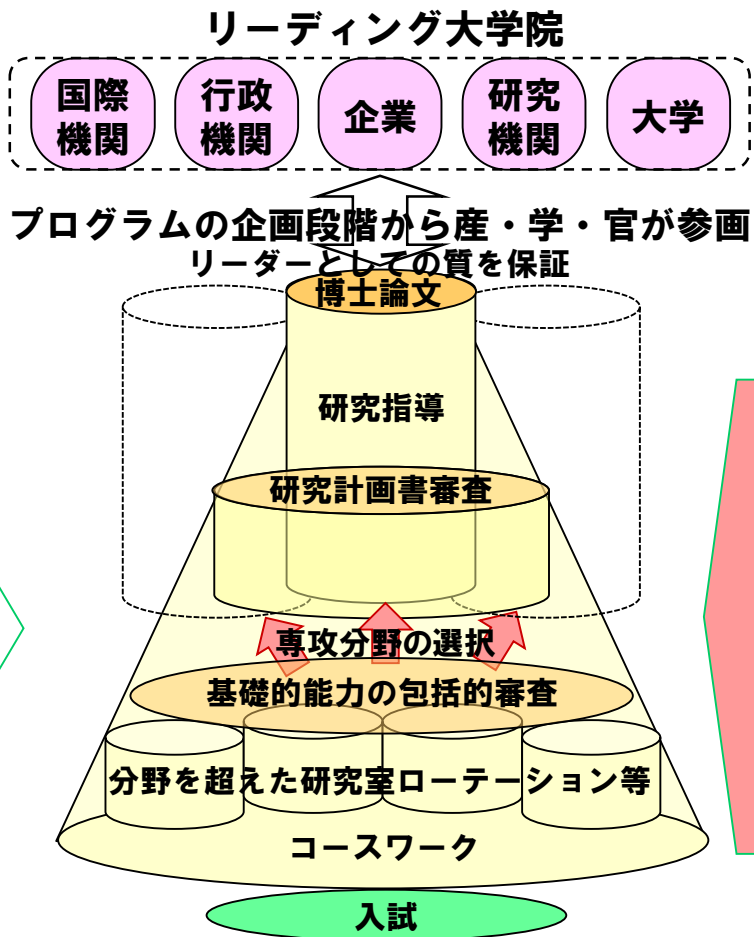 リーディング大学院
国際
機関
行政
機関
企業
研究
機関
大学
プログラムの企画段階から産・学・官が参画
リーダーとしての質を保証
博士論文
研究指導
研究計画書審査
専攻分野の選択
基礎的能力の包括的審査
分野を超えた研究室ローテーション等
コースワーク
入試